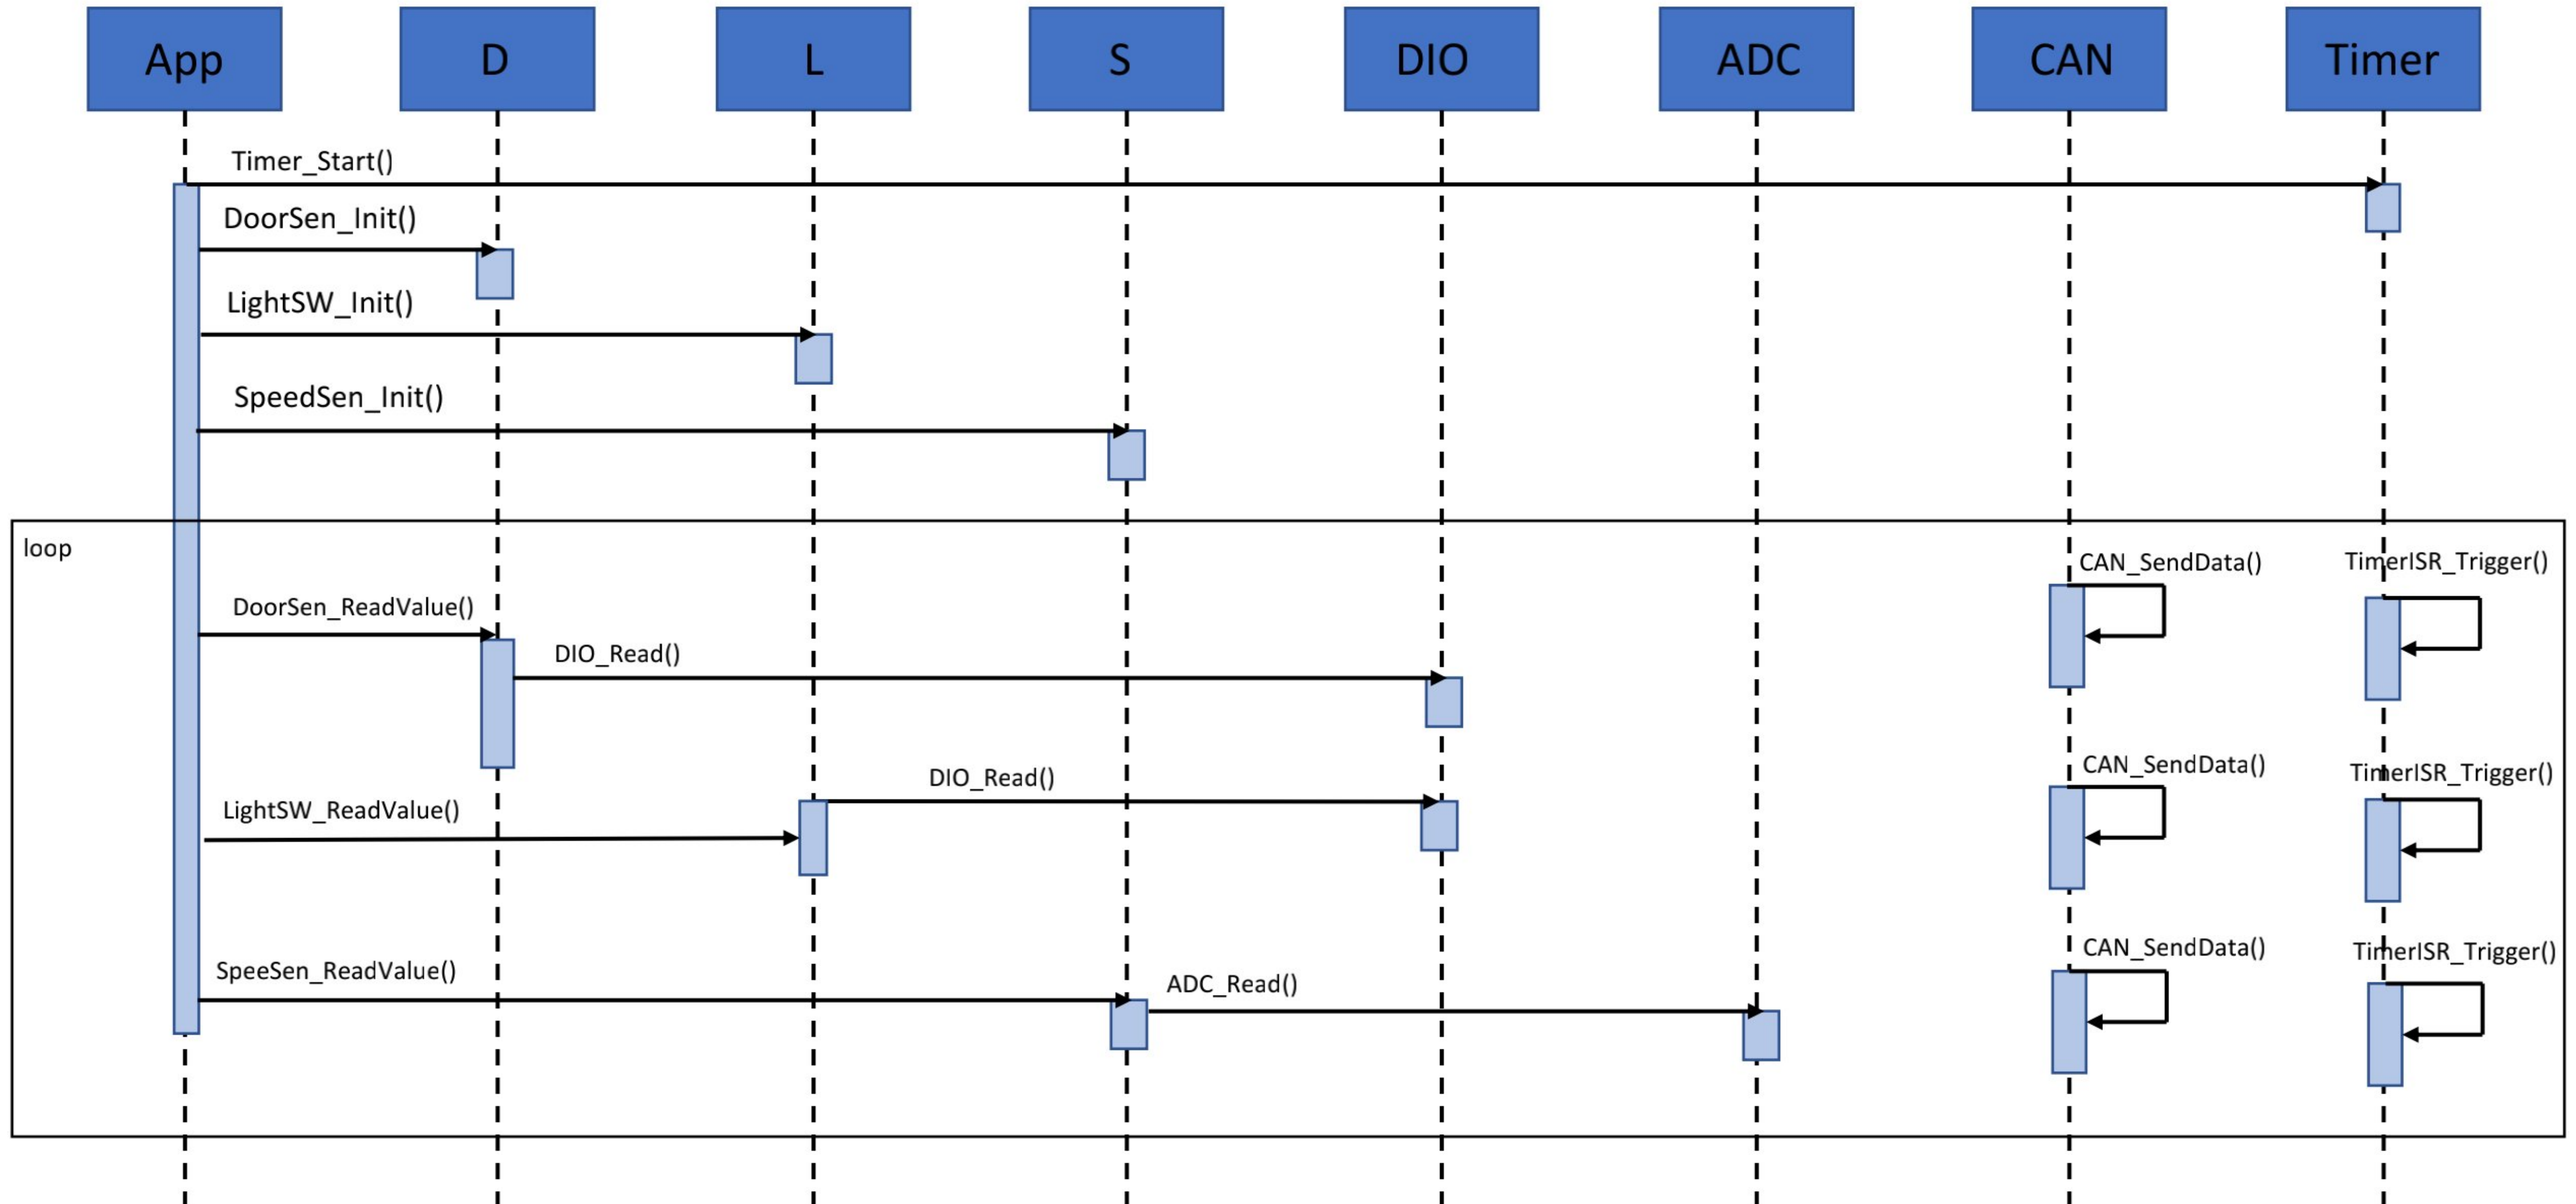 App
D
L
S
DIO
ADC
CAN
Timer
Timer_Start()
DoorSen_Init()
LightSW_Init()
SpeedSen_Init()
loop
CAN_SendData()
TimerISR_Trigger()
DoorSen_ReadValue()
DIO_Read()
CAN_SendData()
TimerISR_Trigger()
DIO_Read()
LightSW_ReadValue()
CAN_SendData()
TimerISR_Trigger()
SpeeSen_ReadValue()
ADC_Read()